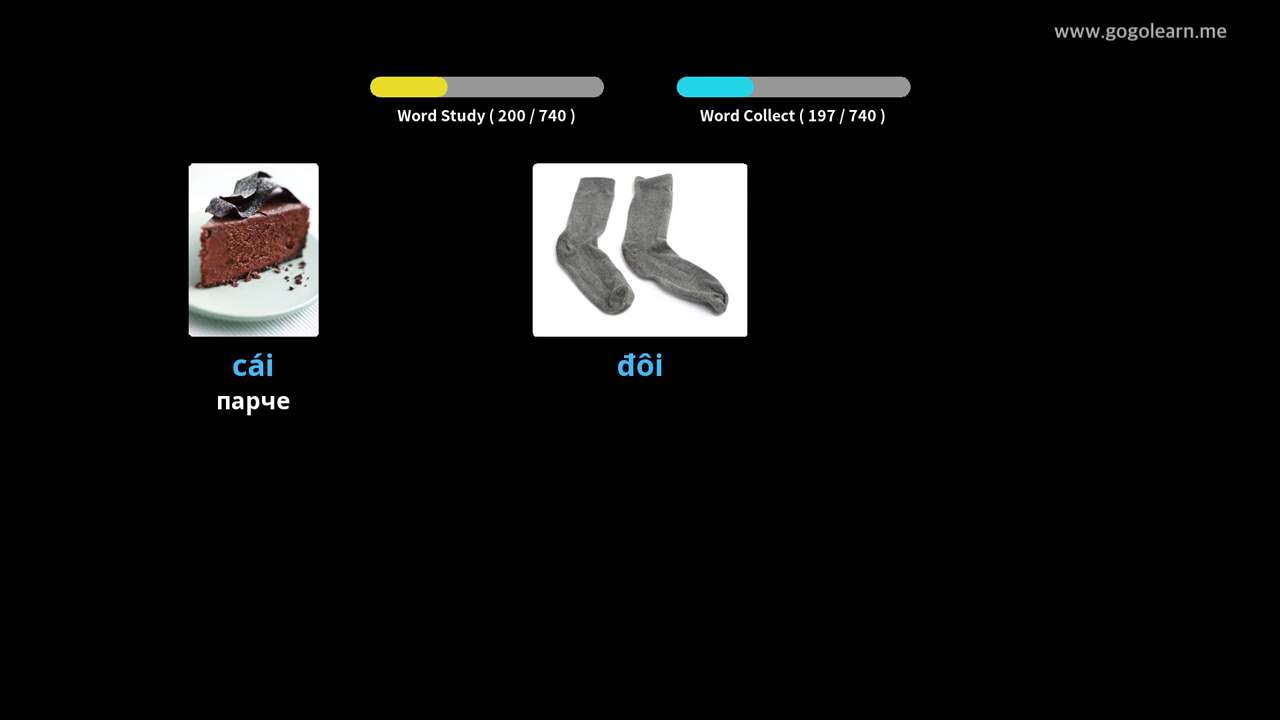 www.gogolearn.me
Word Study ( 200 / 740 )
Word Collect ( 197 / 740 )
cái
đôi
парче